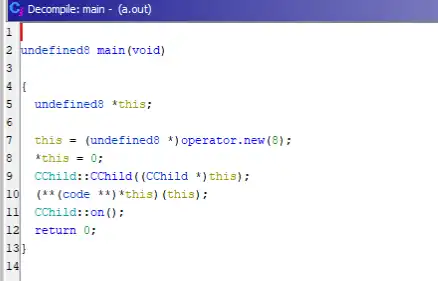 Decompile: main - (a.out)
1
2 undefined8 main(void)
3
4 {
5 undefined8 *this;
6
7 this = (undefined8 *)operator.new(8);
8 *this = 0;
9 CChild::CChild((CChild *)this);
10 (**(code **)*this)(this);
11 CChild::on();
12 return 0;
13 }
14